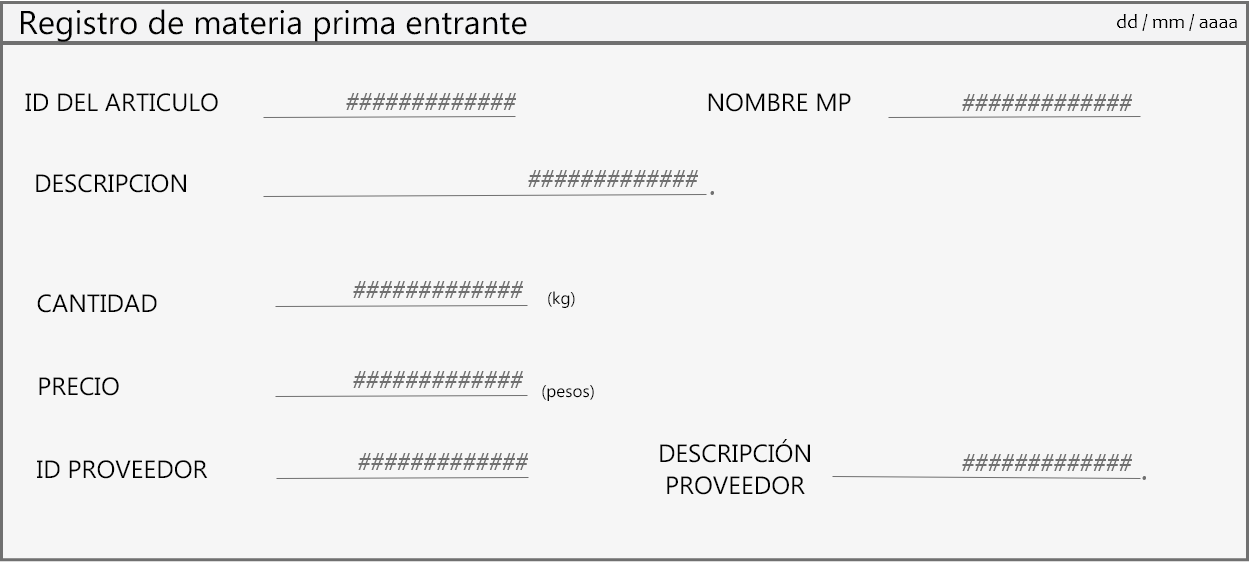 Registro de materia prima entrante dd / mm / aaaa
ID DEL ARTICULO ############# NOMBRE MP #############
DESCRIPCION ############# .
CANTIDAD ############# (kg)
PRECIO ############# (pesos)
ID PROVEEDOR ############# DESCRIPCIÓN PROVEEDOR ############# .